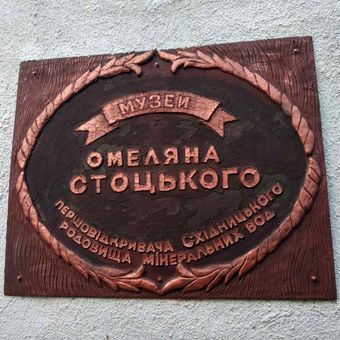 МУЗЕЙ
ОМЕЛЯНА
СТОЦЬКОГО
ПЕРШОВІДКРИВАЧА СХІДНИЦЬКОГО
РОДОВИЩА МІНЕРАЛЬНИХ ВОД